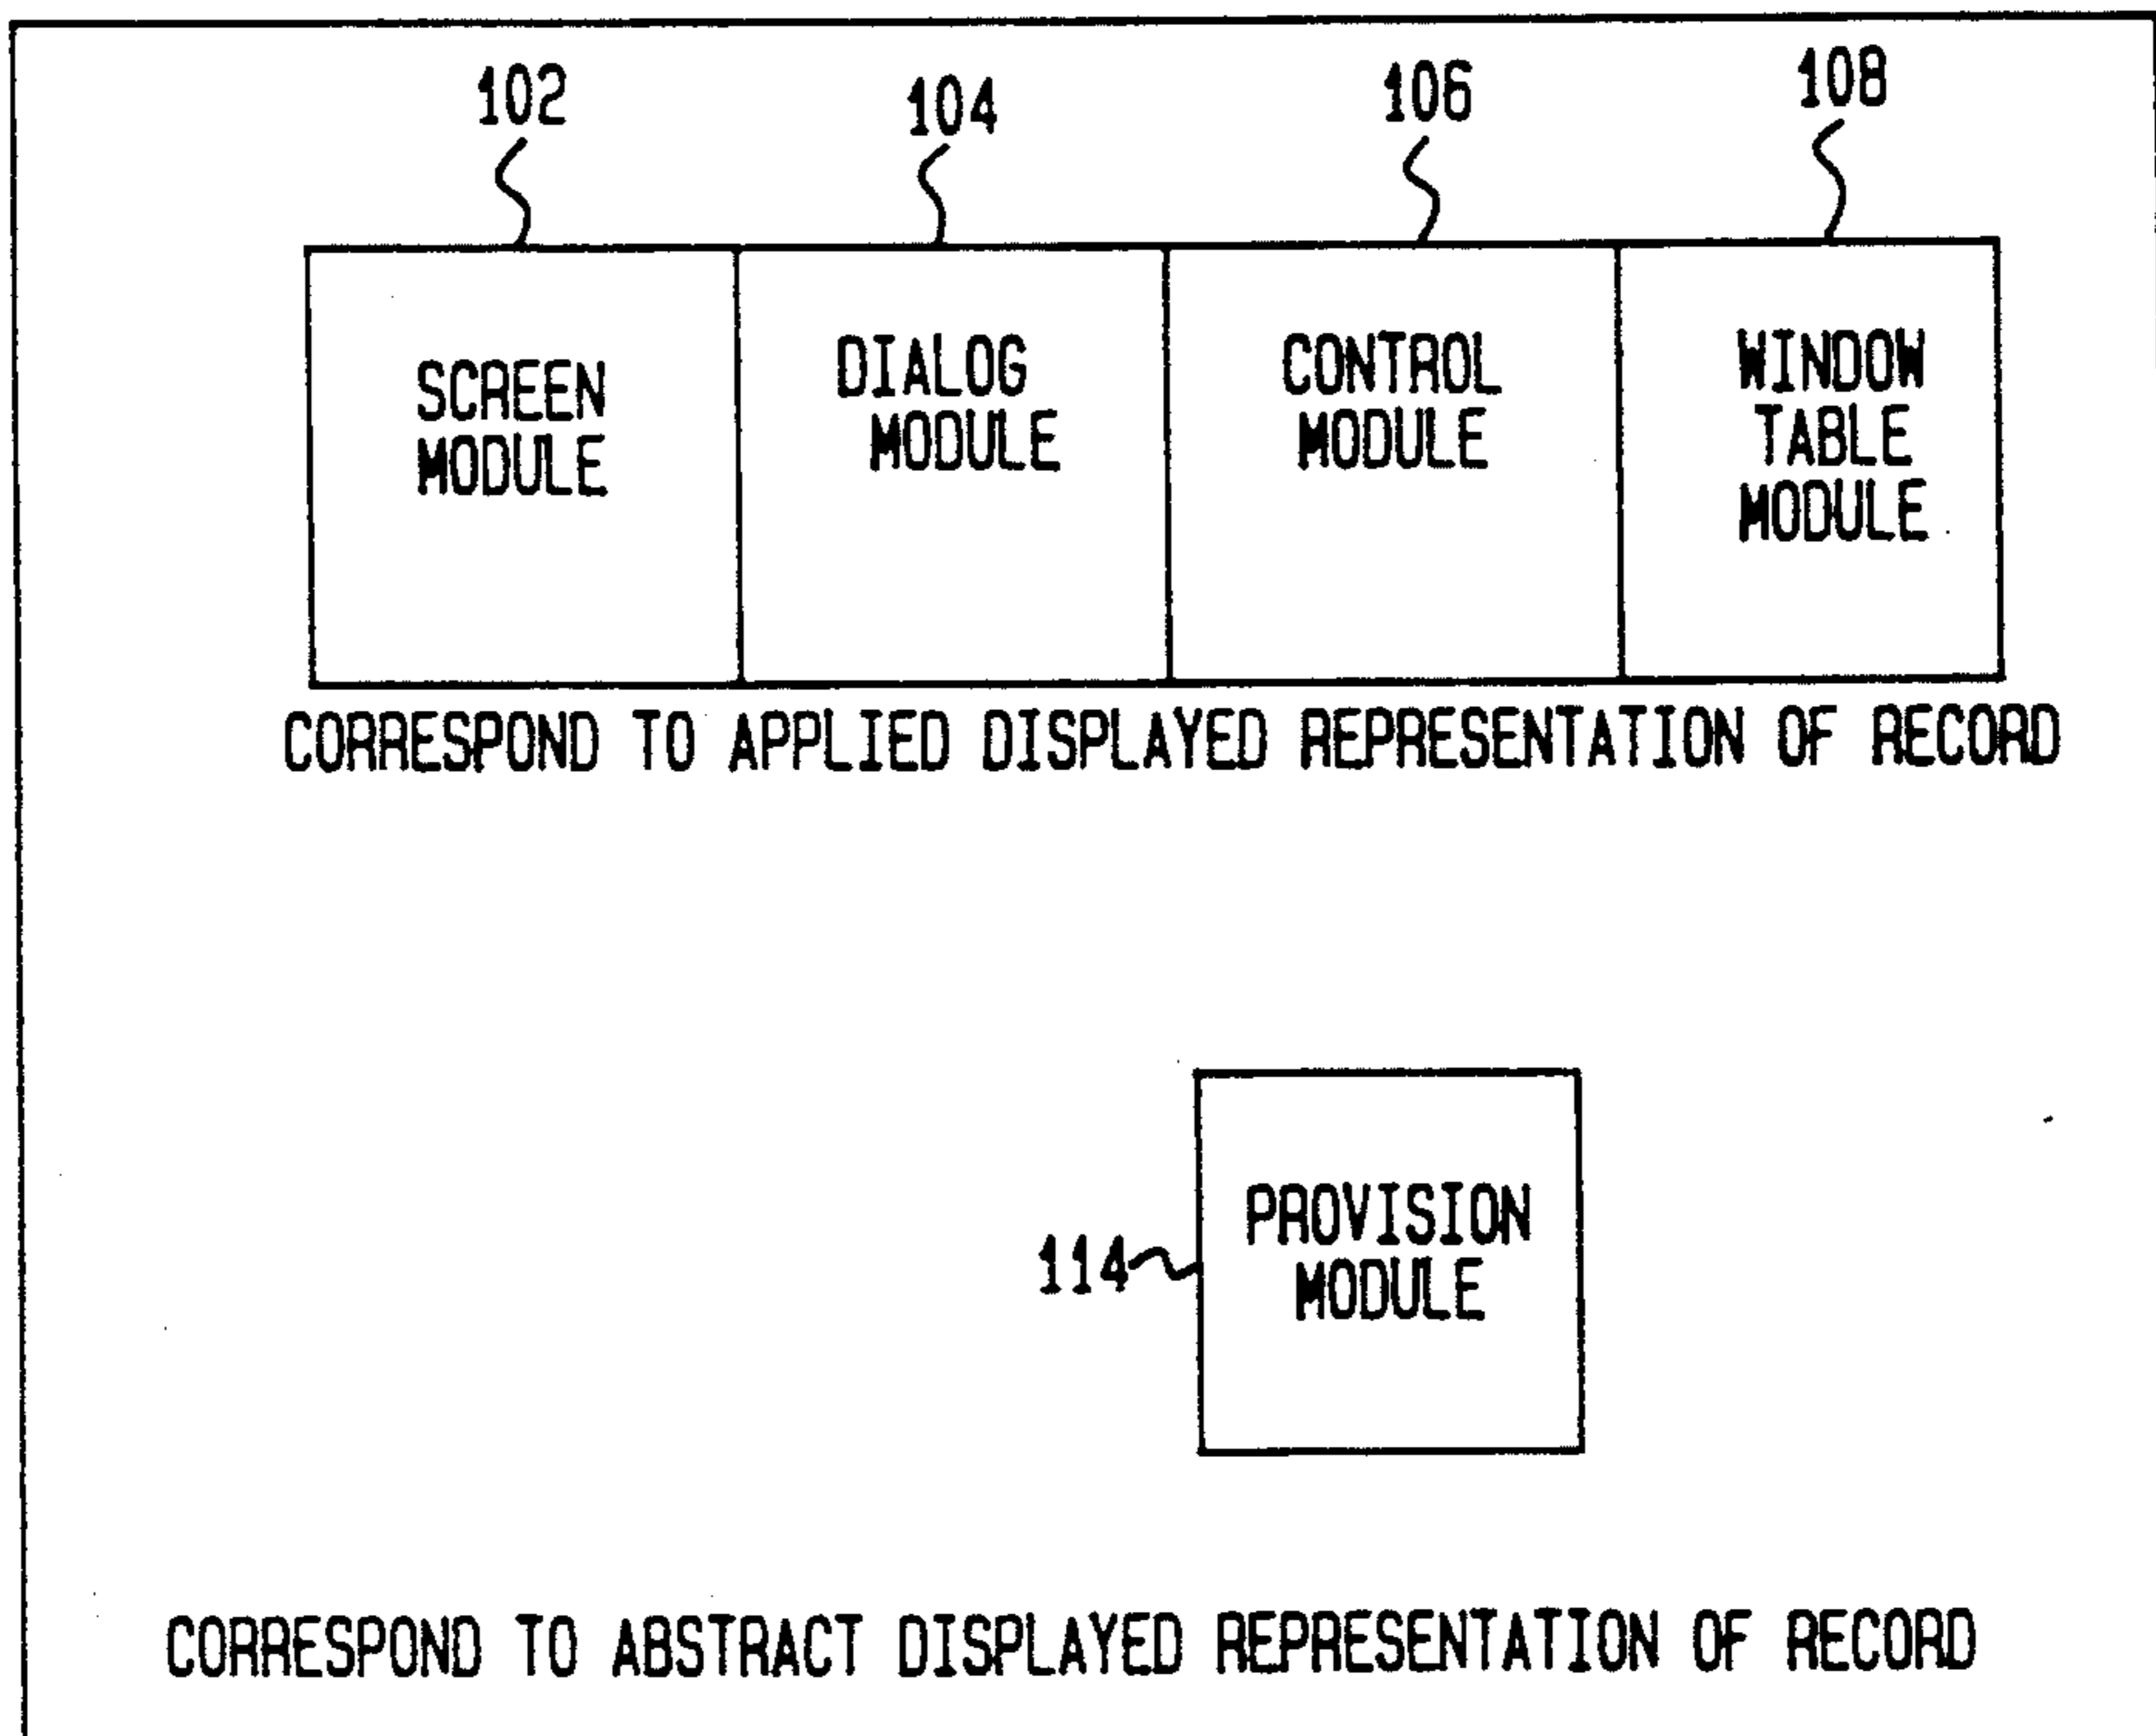 102 104 106 108
SCREEN
MODULE
DIALOG
MODULE
CONTROL
MODULE
WINDOW
TABLE
MODULE
CORRESPOND TO APPLIED DISPLAYED REPRESENTATION OF RECORD
PROVISION
MODULE
114
CORRESPOND TO ABSTRACT DISPLAYED REPRESENTATION OF RECORD